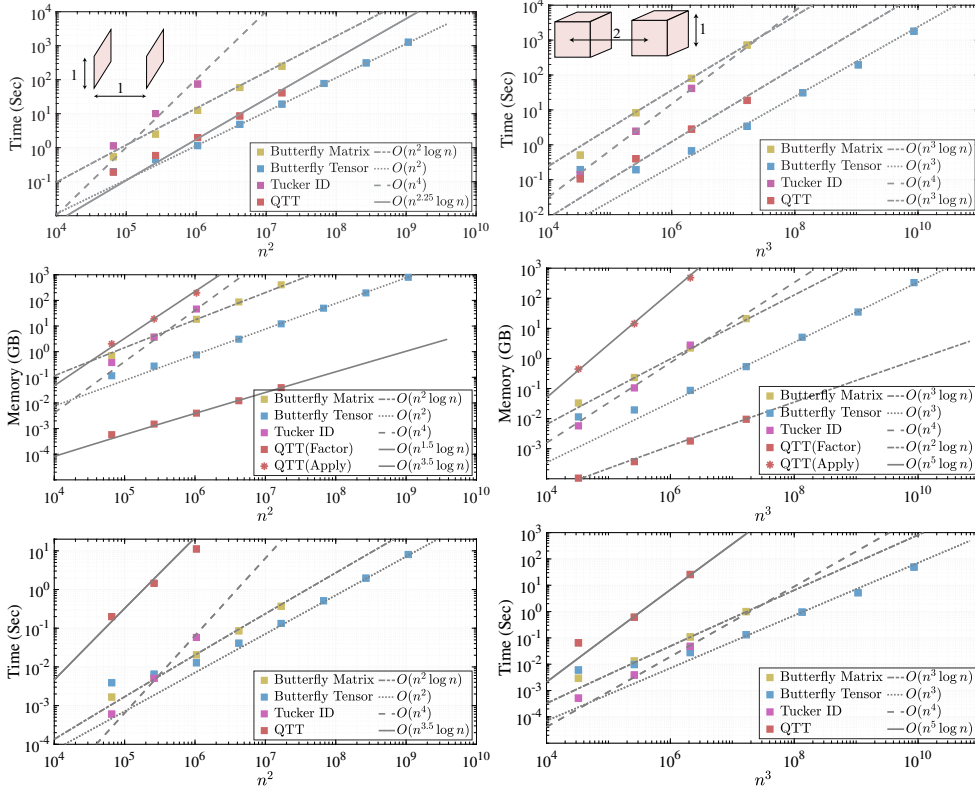 10^4
10^3
10^2
10^1
10^0
10^-1
Time (Sec)
1
1
Butterfly Matrix
Butterfly Tensor
Tucker ID
QTT
O(n^2 log n)
O(n^2)
O(n^4)
O(n^2.25 log n)
10^4 10^5 10^6 10^7 10^8 10^9 10^10
n^2
10^4
10^3
10^2
10^1
10^0
10^-1
10^-2
Time (Sec)
2
1
Butterfly Matrix
Butterfly Tensor
Tucker ID
QTT
O(n^3 log n)
O(n^3)
O(n^4)
O(n^3 log n)
10^4 10^6 10^8 10^10
n^3
10^3
10^2
10^1
10^0
10^-1
10^-2
10^-3
10^-4
Memory (GB)
Butterfly Matrix
Butterfly Tensor
Tucker ID
QTT(Factor)
QTT(Apply)
O(n^2 log n)
O(n^2)
O(n^4)
O(n^1.5 log n)
O(n^3.5 log n)
10^4 10^5 10^6 10^7 10^8 10^9 10^10
n^2
10^3
10^2
10^1
10^0
10^-1
10^-2
10^-3
10^-4
Memory (GB)
Butterfly Matrix
Butterfly Tensor
Tucker ID
QTT(Factor)
QTT(Apply)
O(n^3 log n)
O(n^3)
O(n^4)
O(n^2 log n)
O(n^5 log n)
10^4 10^6 10^8 10^10
n^3
10^1
10^0
10^-1
10^-2
10^-3
10^-4
Time (Sec)
Butterfly Matrix
Butterfly Tensor
Tucker ID
QTT
O(n^2 log n)
O(n^2)
O(n^4)
O(n^3.5 log n)
10^4 10^5 10^6 10^7 10^8 10^9 10^10
n^2
10^3
10^2
10^1
10^0
10^-1
10^-2
10^-3
10^-4
Time (Sec)
Butterfly Matrix
Butterfly Tensor
Tucker ID
QTT
O(n^3 log n)
O(n^3)
O(n^4)
O(n^5 log n)
10^4 10^6 10^8 10^10
n^3